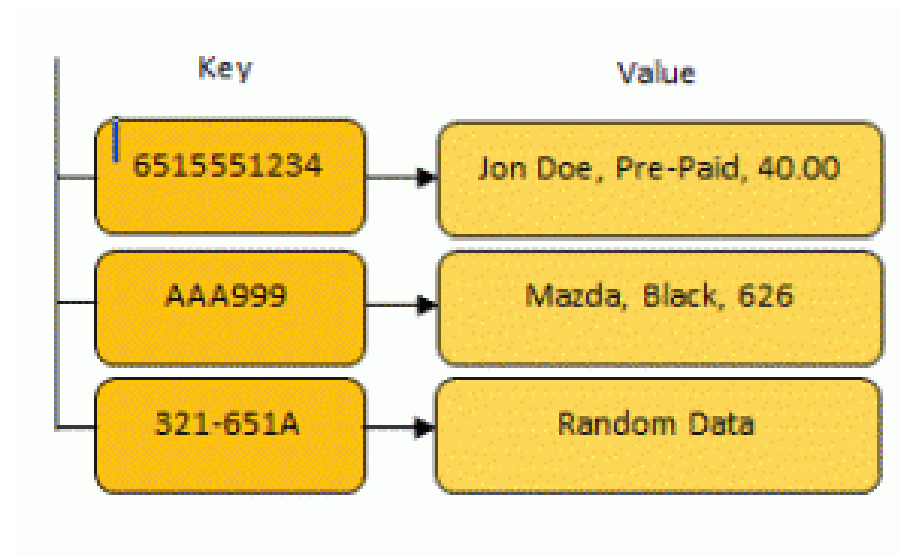 Key
Value
6515551234
Jon Doe, Pre-Paid, 40.00
AAA999
Mazda, Black, 626
321-651A
Random Data